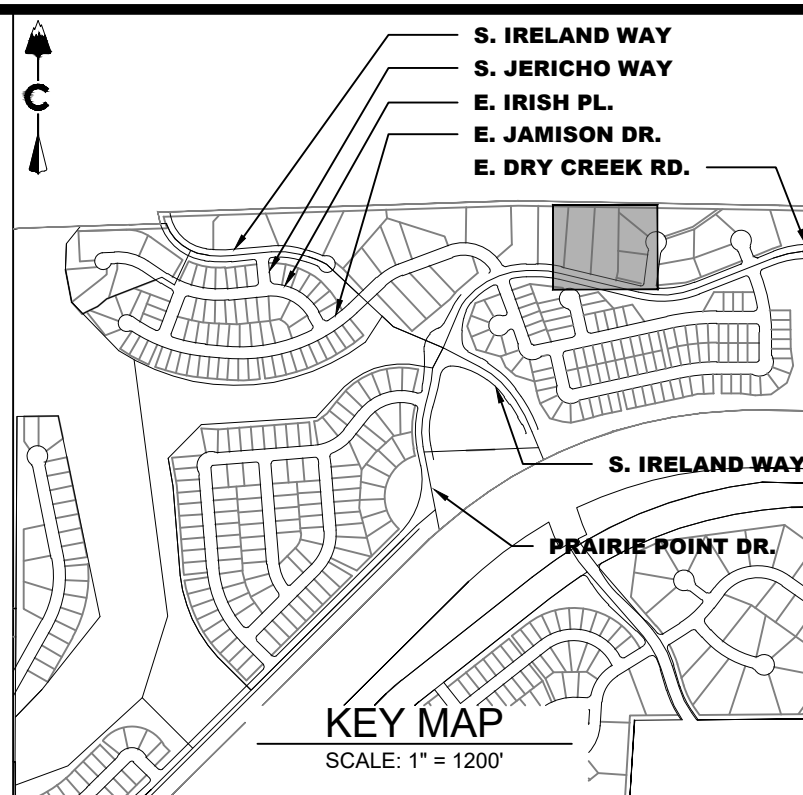 S. IRELAND WAY
S. JERICHO WAY
E. IRISH PL.
E. JAMISON DR.
E. DRY CREEK RD.
C
S. IRELAND WAY
PRAIRIE POINT DR.
KEY MAP
SCALE: 1" = 1200'